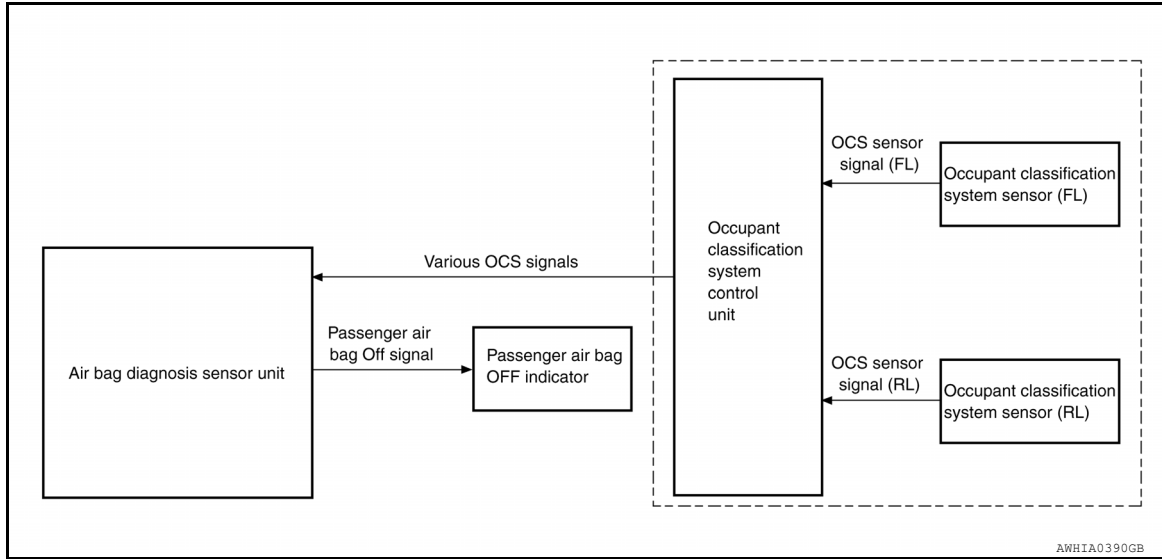 OCS sensor
signal (FL)
Occupant classification
system sensor (FL)
Occupant
classification
system
control
unit
Various OCS signals
Passenger air
bag Off signal
Passenger air bag
OFF indicator
Air bag diagnosis sensor unit
OCS sensor
signal (RL)
Occupant classification
system sensor (RL)
AWHIA0390GB